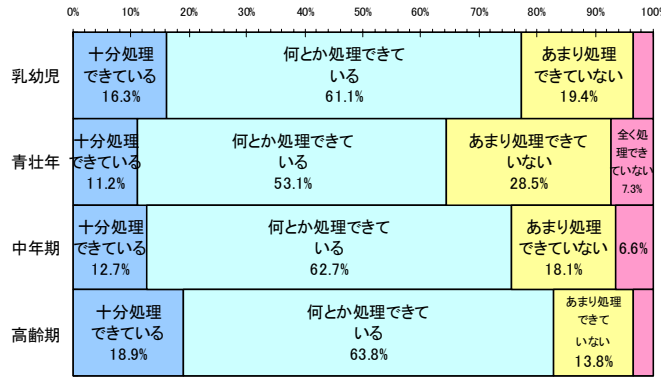 0% 10% 20% 30% 40% 50% 60% 70% 80% 90% 100%
乳幼児
十分処理
できている
16.3%
何とか処理できて
いる
61.1%
あまり処理
できていない
19.4%
青壮年
十分処理
できている
11.2%
何とか処理できて
いる
53.1%
あまり処理できて
いない
28.5%
全く処
理でき
ていない
7.3%
中年期
十分処理
できている
12.7%
何とか処理できて
いる
62.7%
あまり処理
できていない
18.1%
6.6%
高齢期
十分処理
できている
18.9%
何とか処理できて
いる
63.8%
あまり処理
できて
いない
13.8%